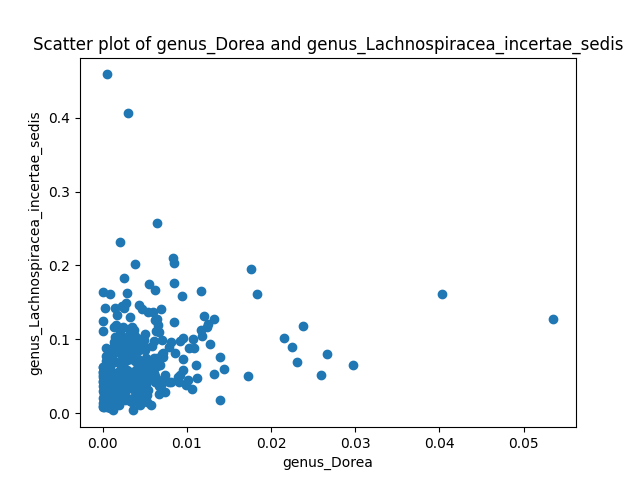 Scatter plot of genus_Dorea and genus_Lachnospiracea_incertae_sedis
genus_Lachnospiracea_incertae_sedis
0.4
0.3
0.2
0.1
0.0
0.00 0.01 0.02 0.03 0.04 0.05
genus_Dorea